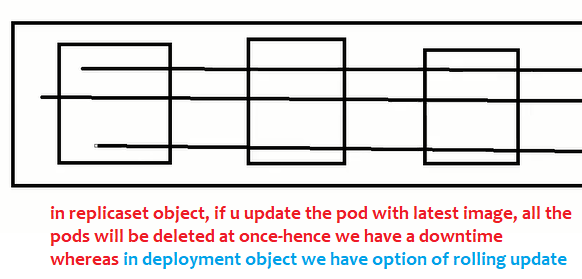 in replicaset object, if u update the pod with latest image, all the
pods will be deleted at once-hence we have a downtime
whereas in deployment object we have option of rolling update